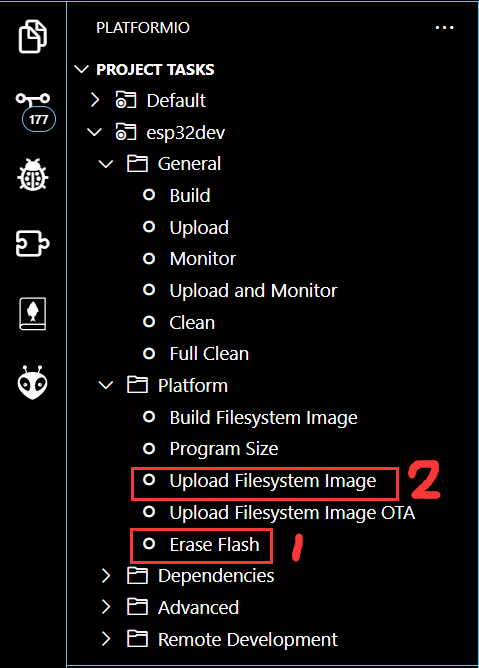 PLATFORMIO
PROJECT TASKS
Default
177
esp32dev
General
Build
Upload
Monitor
Upload and Monitor
Clean
Full Clean
Platform
Build Filesystem Image
Program Size
Upload Filesystem Image 2
Upload Filesystem Image OTA
Erase Flash 1
Dependencies
Advanced
Remote Development